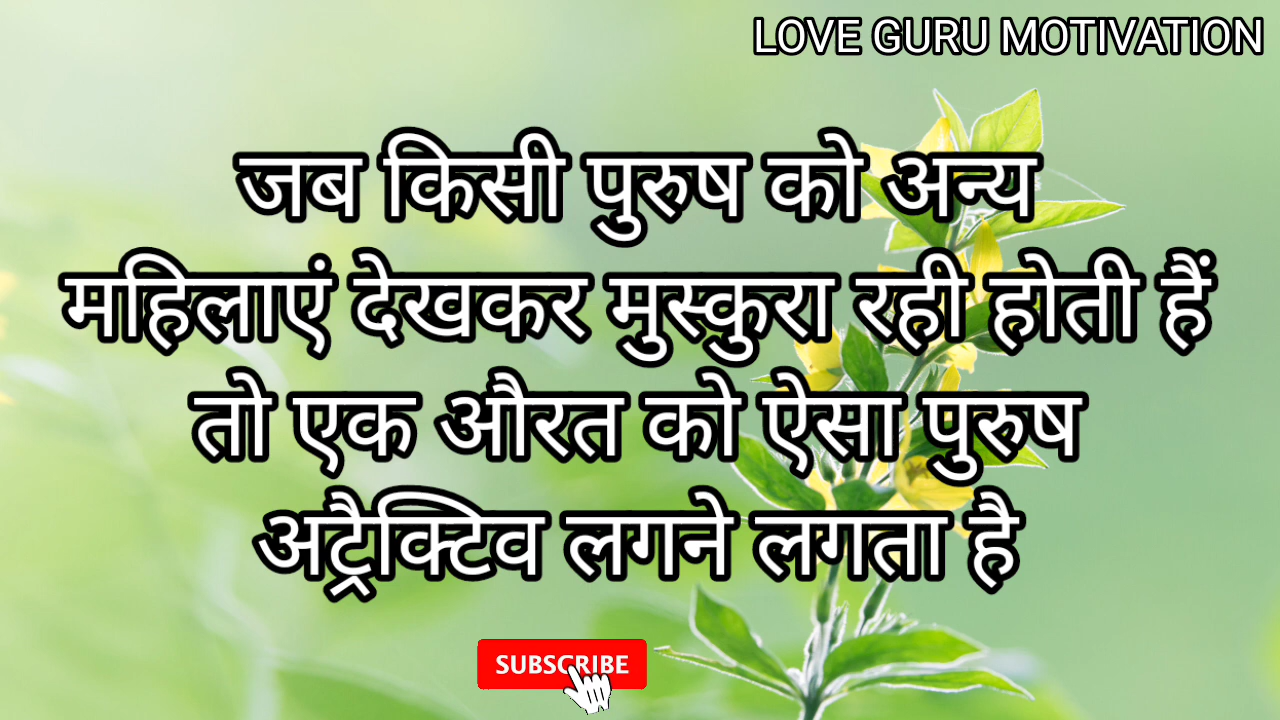 LOVE GURU MOTIVATION
जब किसी पुरुष को अन्य
महिलाएं देखकर मुस्कुरा रही होती हैं
तो एक औरत को ऐसा पुरुष
अट्रैक्टिव लगने लगता है
SUBSCRIBE